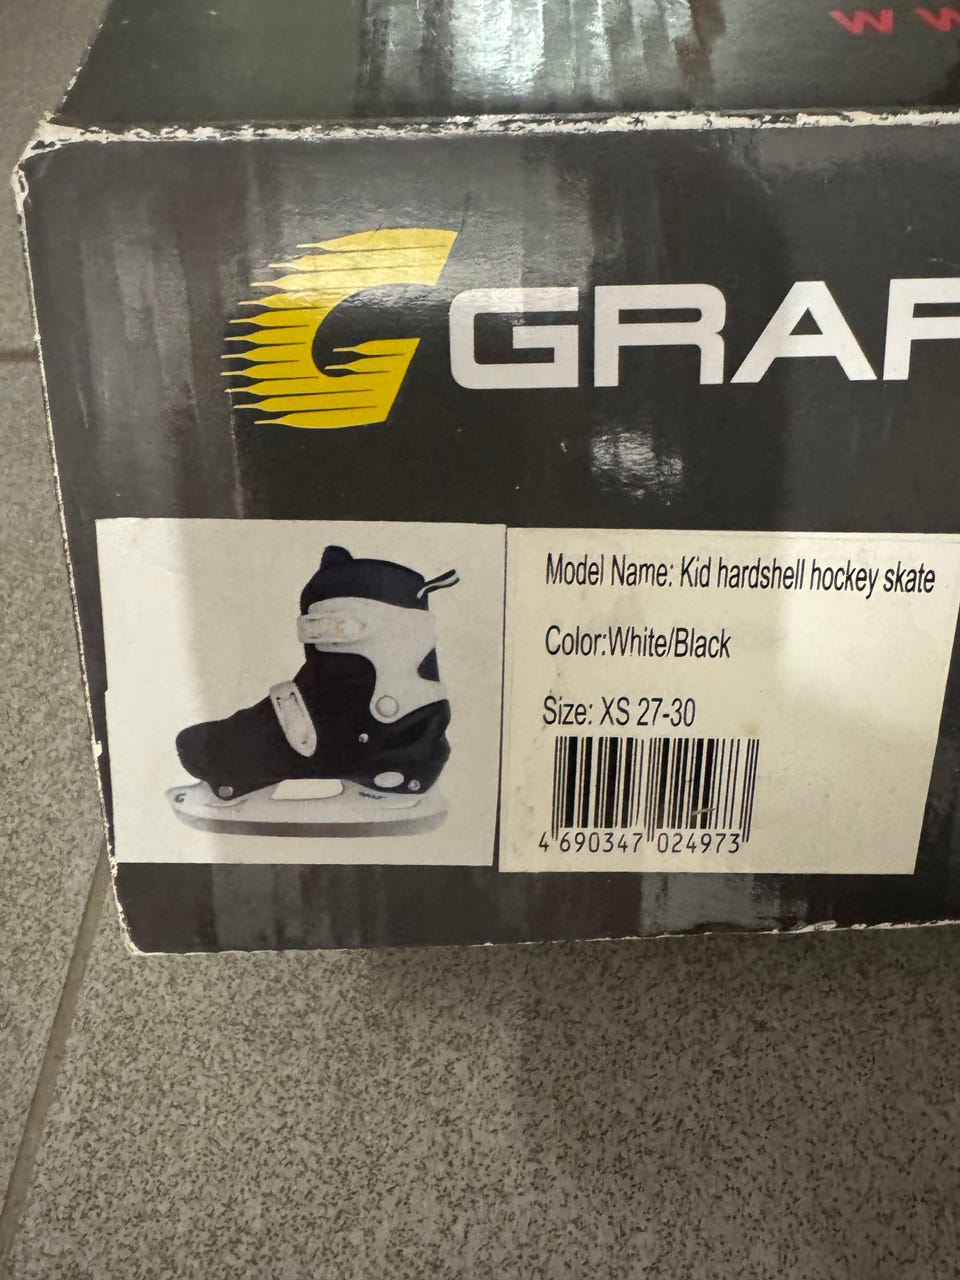 W W
GRAF
Model Name: Kid hardshell hockey skate
Color:White/Black
Size: XS 27-30
4 690347 024973